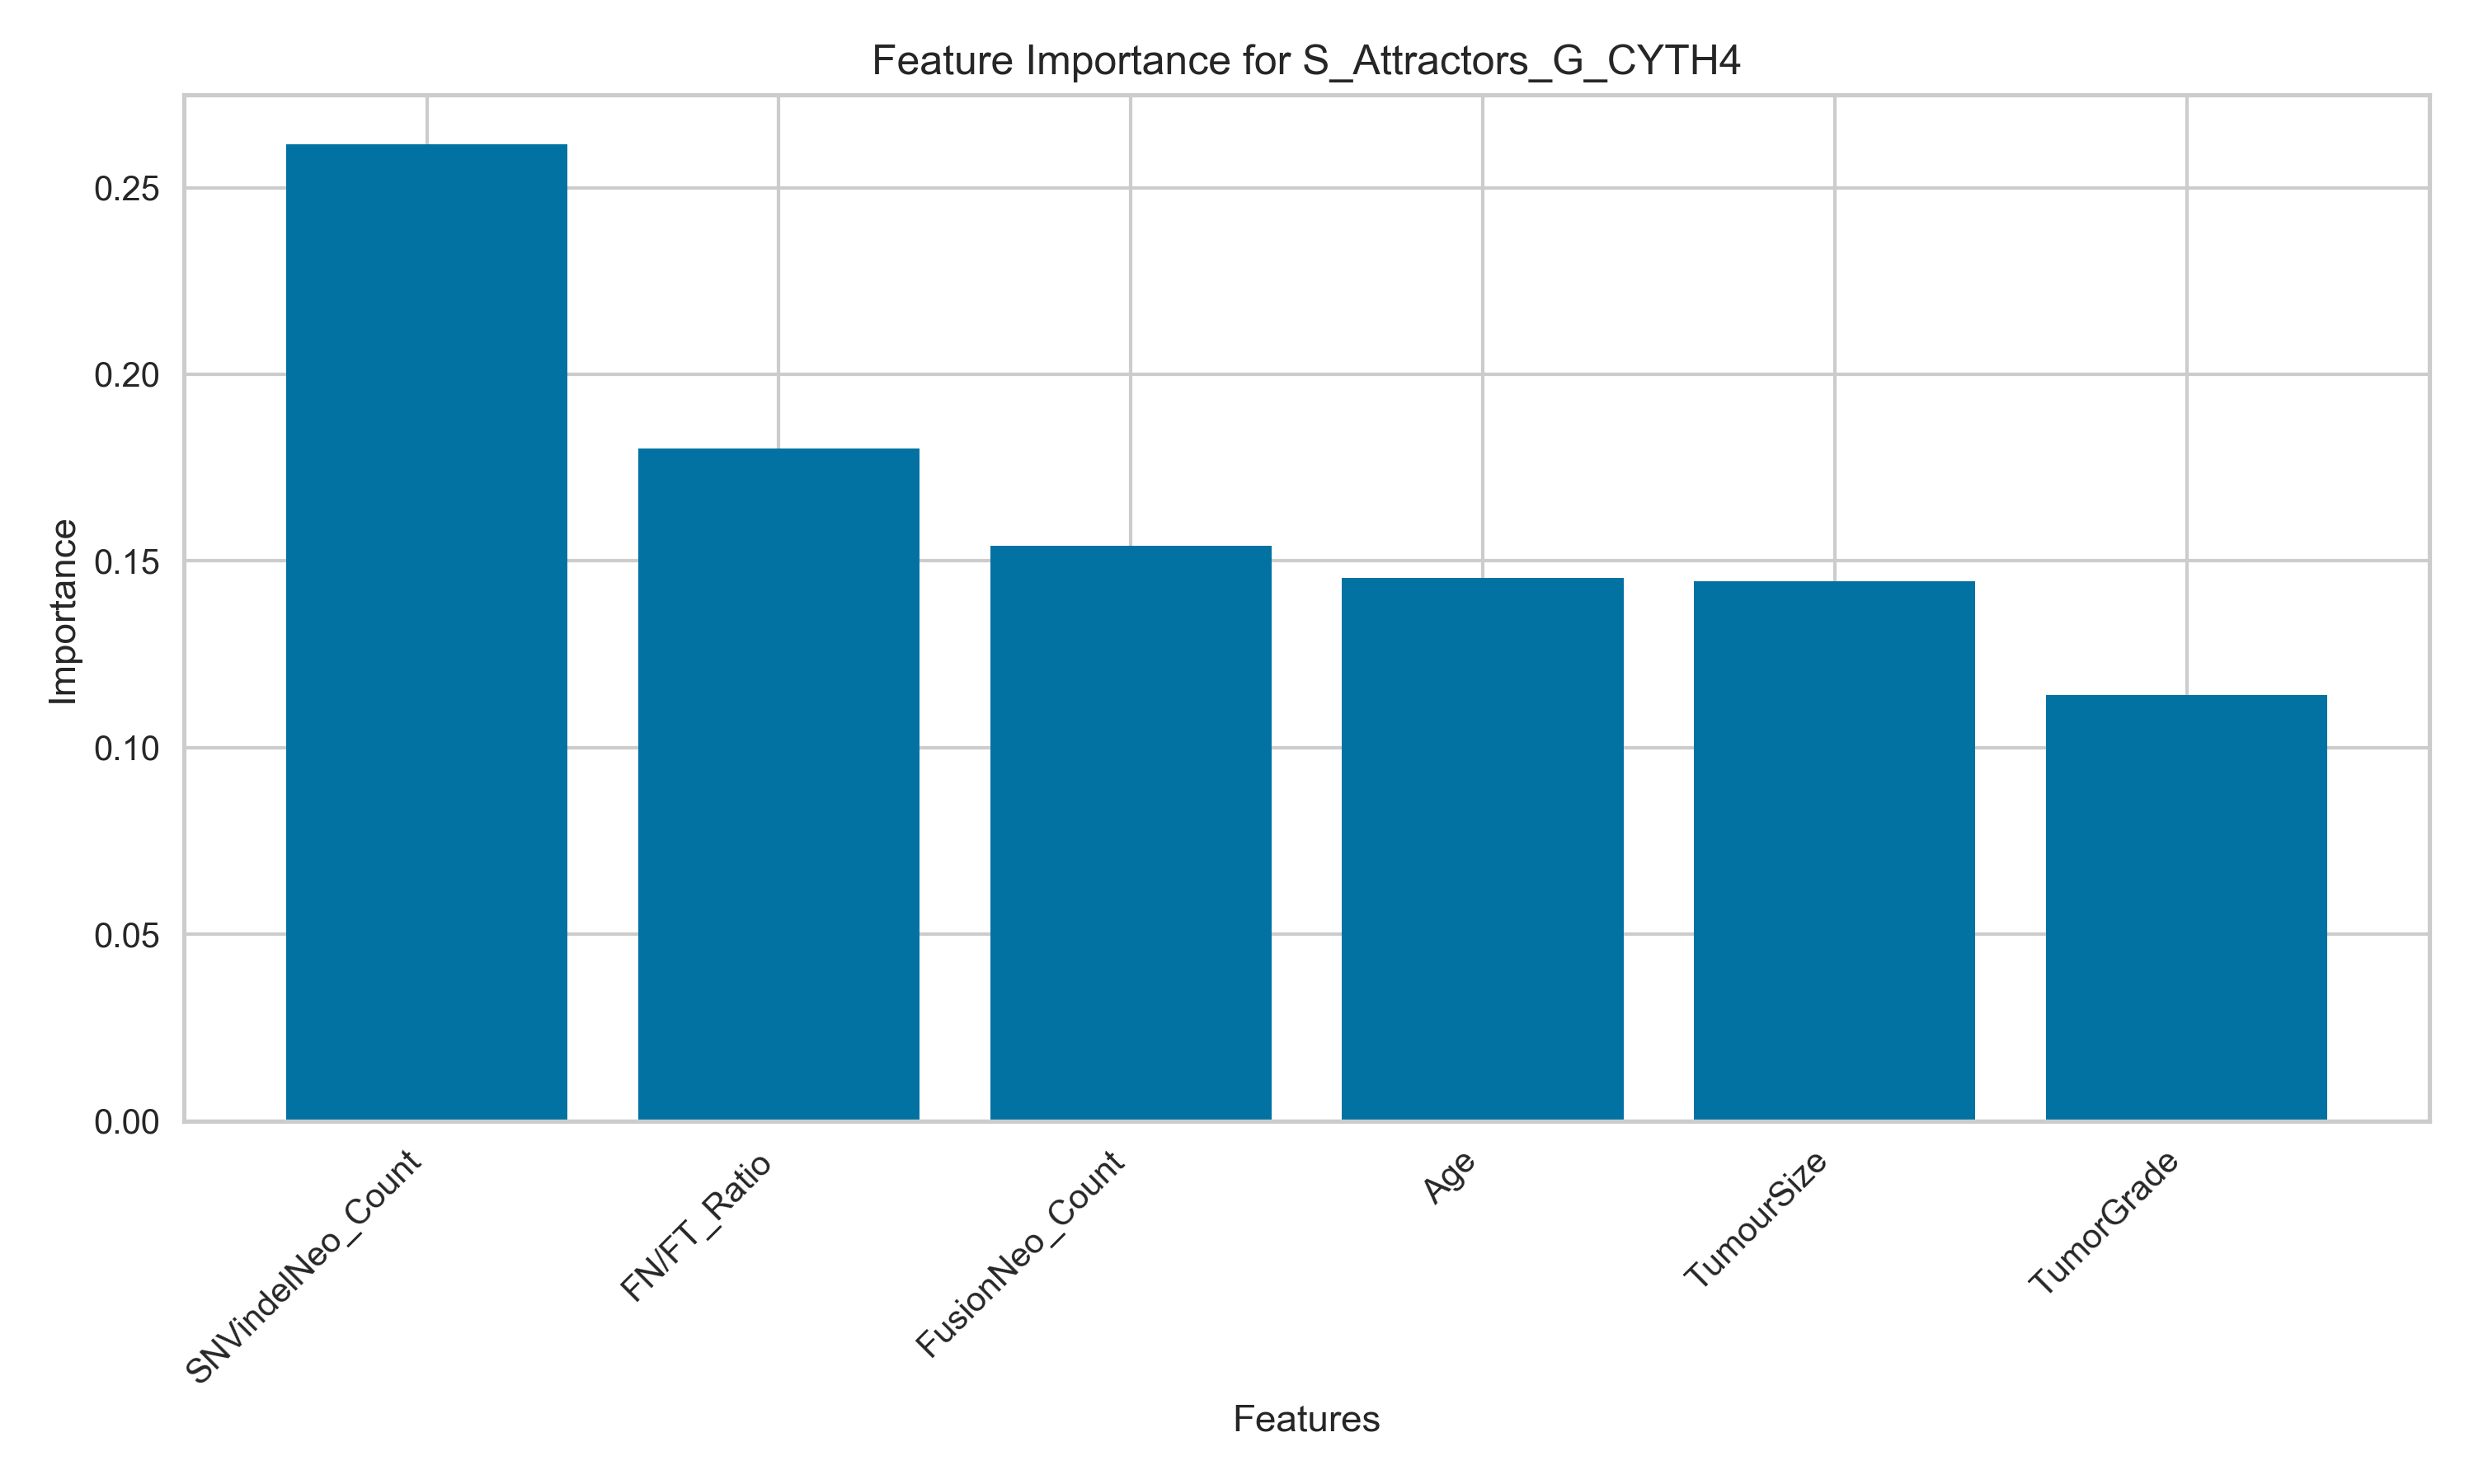 Feature Importance for S_Attractors_G_CYTH4
Importance
0.25
0.20
0.15
0.10
0.05
0.00
SNVindelNeo_Count
FN/FT_Ratio
FusionNeo_Count
Age
TumourSize
TumorGrade
Features